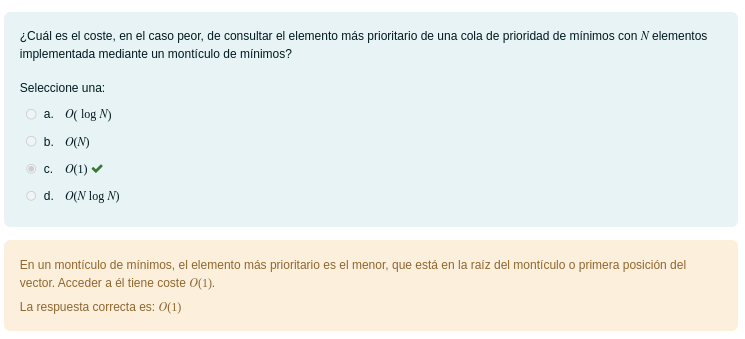 ¿Cuál es el coste, en el caso peor, de consultar el elemento más prioritario de una cola de prioridad de mínimos con N elementos
implementada mediante un montículo de mínimos?
Seleccione una:
a. O( log N)
b. O(N)
c. O(1)
d. O(N log N)
En un montículo de mínimos, el elemento más prioritario es el menor, que está en la raíz del montículo o primera posición del
vector. Acceder a él tiene coste O(1).
La respuesta correcta es: O(1)